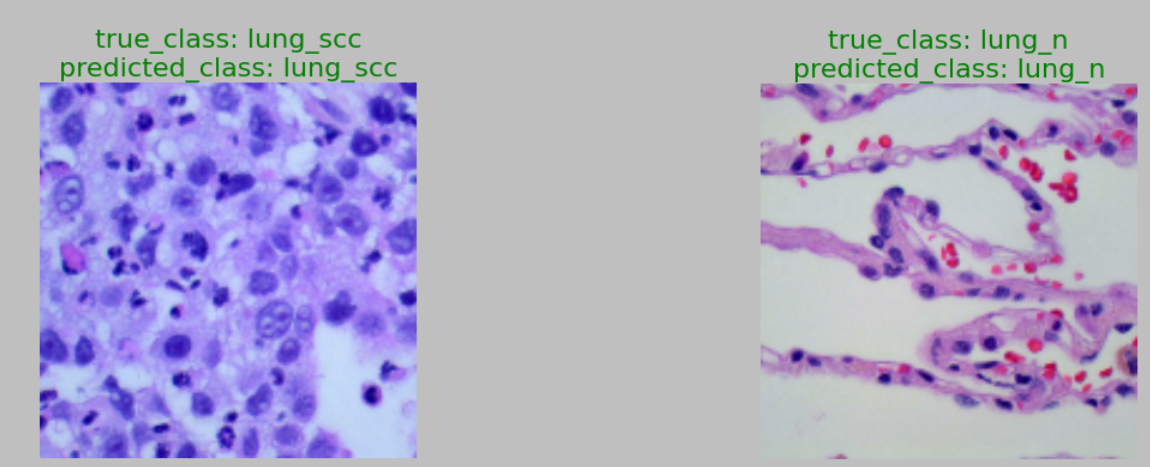 true_class: lung_scc
predicted_class: lung_scc
true_class: lung_n
predicted_class: lung_n